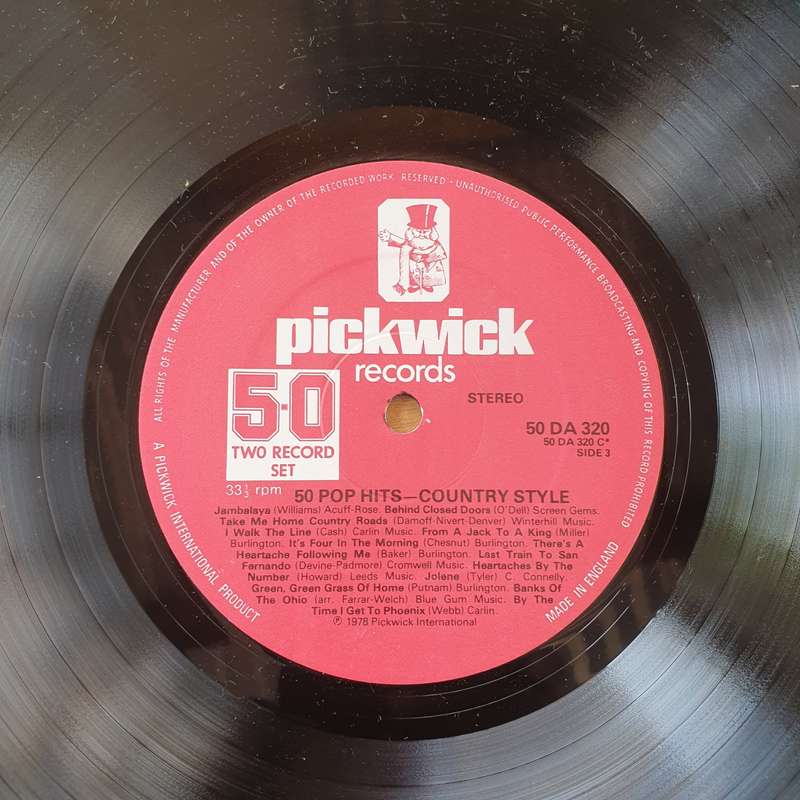 ALL RIGHTS OF THE MANUFACTURER AND OF THE OWNER OF THE RECORDED WORK RESERVED - UNAUTHORISED PUBLIC PERFORMANCE BROADCASTING AND COPYING OF THIS RECORD PROHIBITED
pickwick
records
5·0
TWO RECORD
SET
STEREO
50 DA 320
50 DA 320 C*
SIDE 3
33⅓ rpm
50 POP HITS—COUNTRY STYLE
Jambalaya (Williams) Acuff-Rose. Behind Closed Doors (O'Dell) Screen Gems.
Take Me Home Country Roads (Damoff-Nivert-Denver) Winterhill Music.
I Walk The Line (Cash) Carlin Music. From A Jack To A King (Miller)
Burlington. It's Four In The Morning (Chesnut) Burlington. There's A
Heartache Following Me (Baker) Burlington. Last Train To San
Fernando (Devine-Padmore) Cromwell Music. Heartaches By The
Number (Howard) Leeds Music. Jolene (Tyler) C. Connelly.
Green, Green Grass Of Home (Putnam) Burlington. Banks Of
The Ohio (arr. Farrar-Welch) Blue Gum Music. By The
Time I Get To Phoenix (Webb) Carlin.
℗ 1978 Pickwick International
A PICKWICK INTERNATIONAL PRODUCT
MADE IN ENGLAND